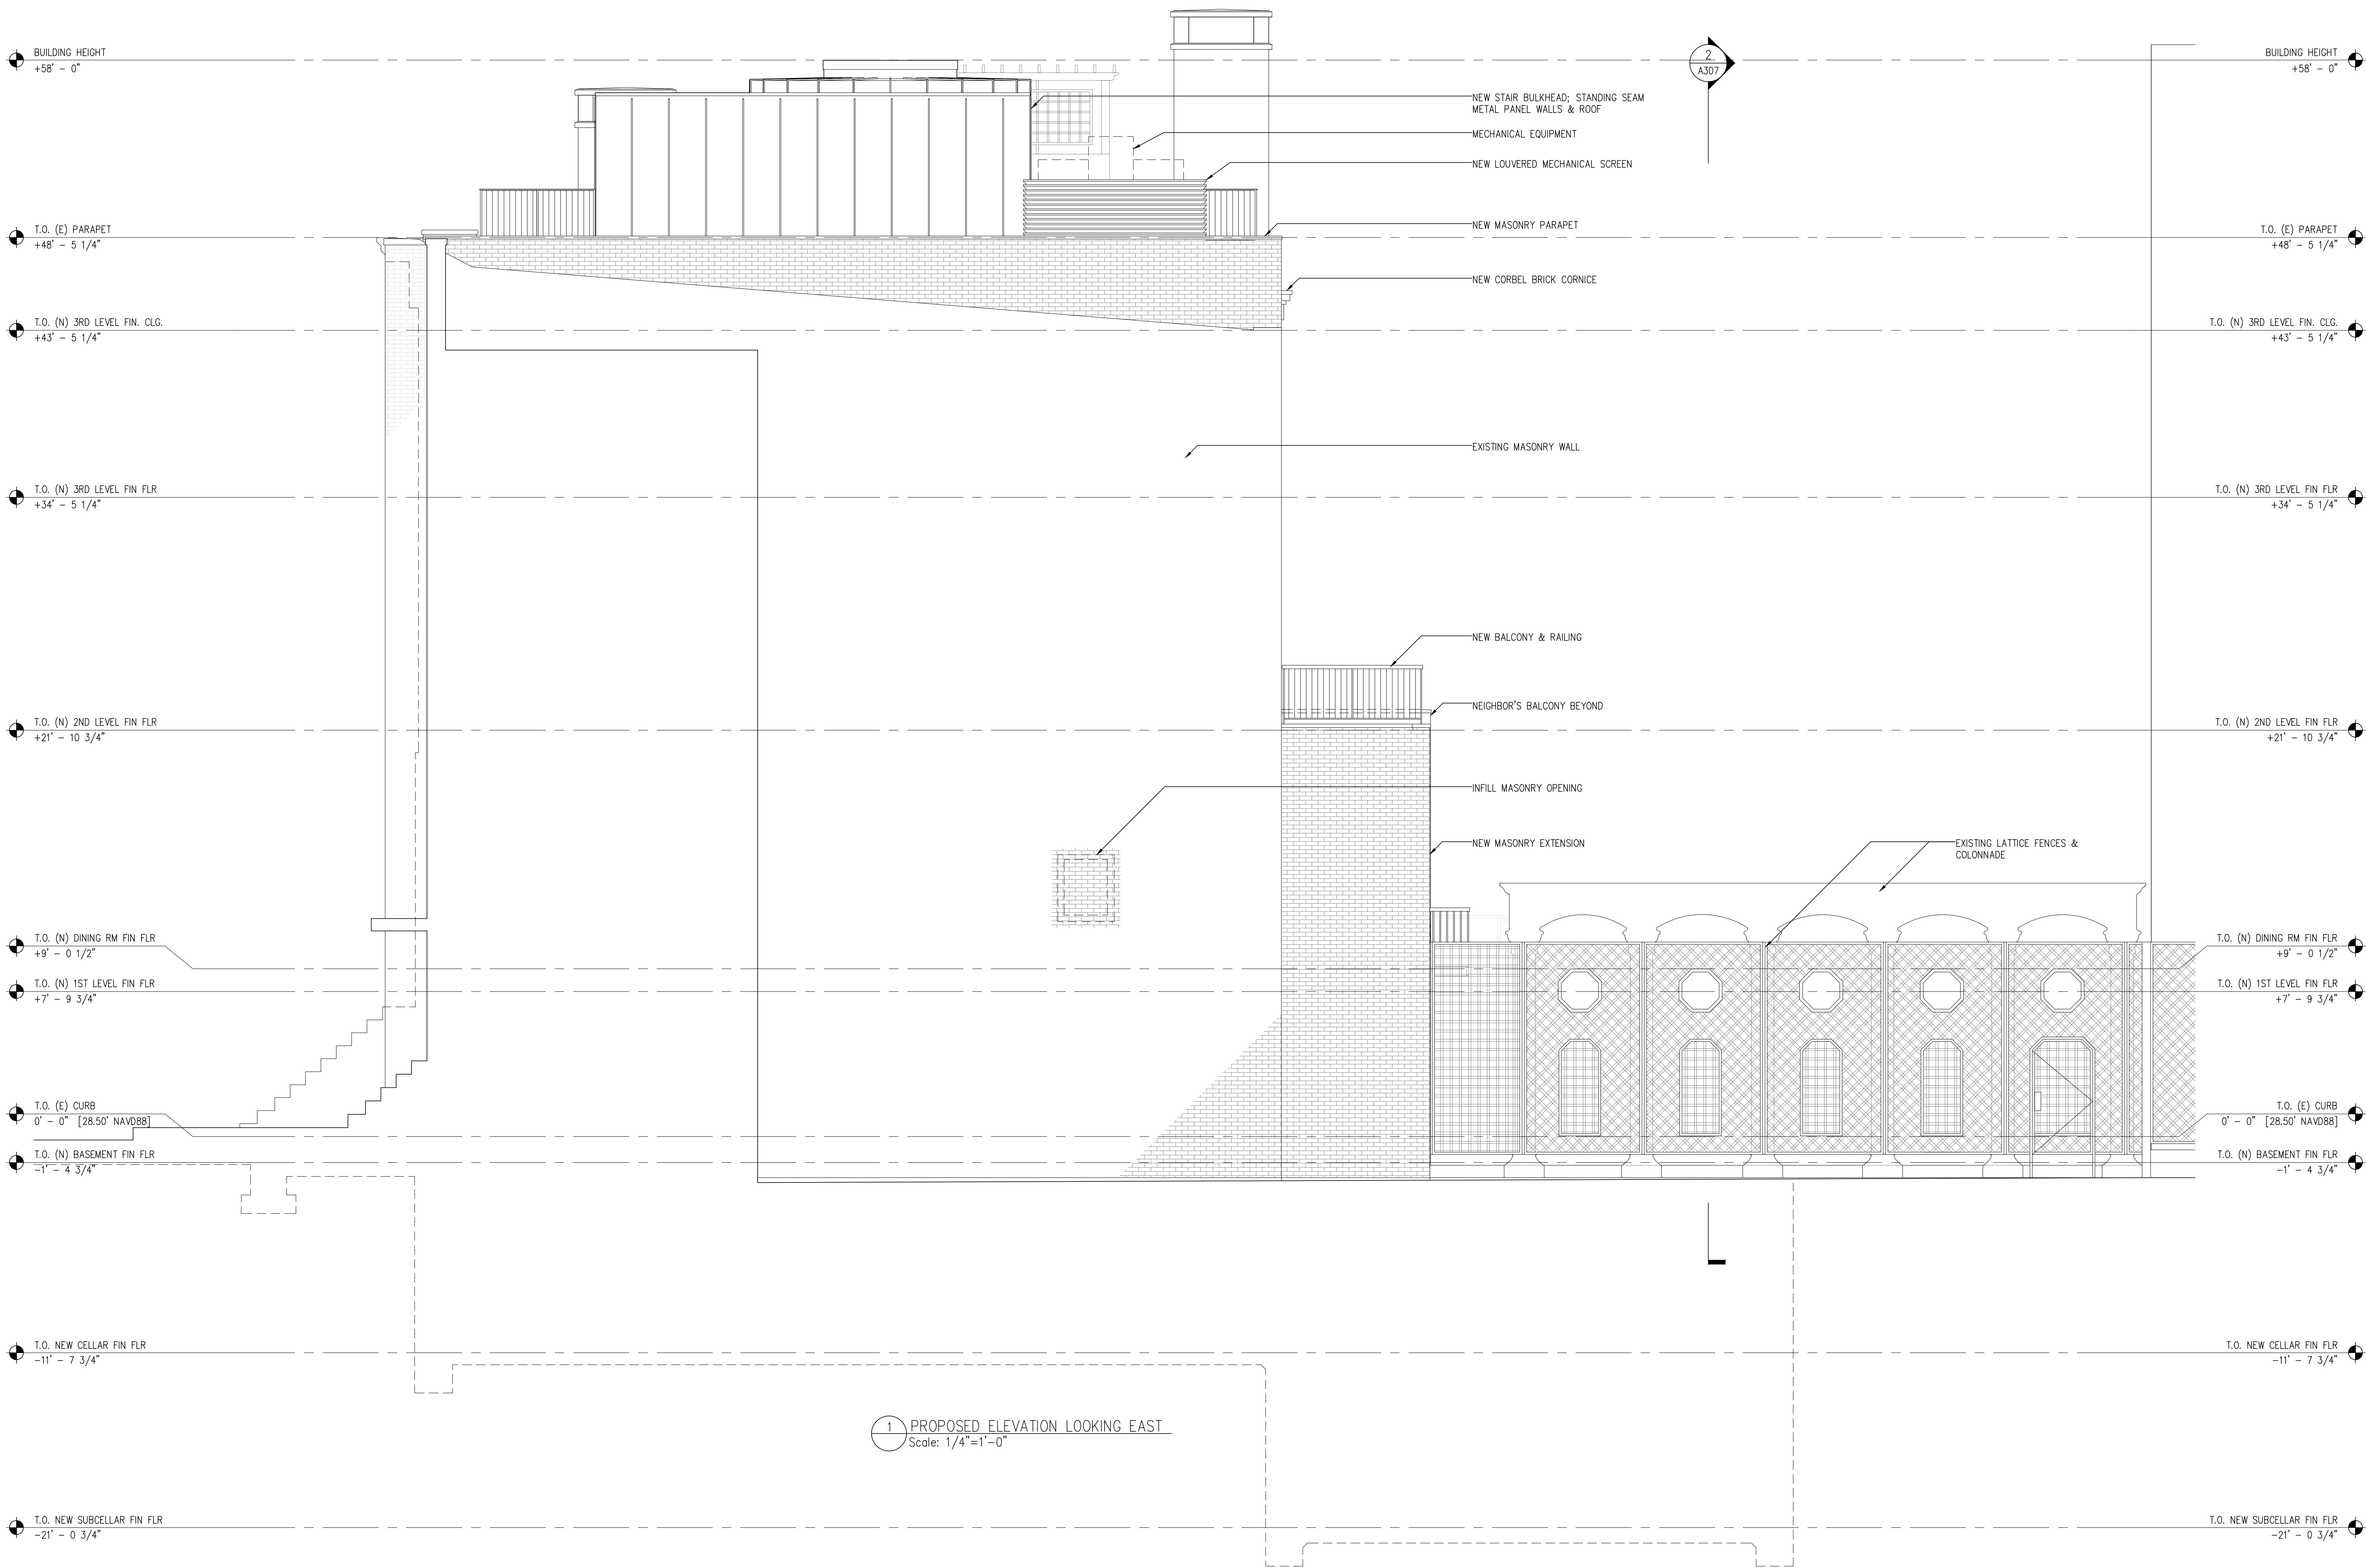 BUILDING HEIGHT
+58' - 0"
T.O. (E) PARAPET
+48' - 5 1/4"
T.O. (N) 3RD LEVEL FIN. CLG.
+43' - 5 1/4"
T.O. (N) 3RD LEVEL FIN FLR
+34' - 5 1/4"
T.O. (N) 2ND LEVEL FIN FLR
+21' - 10 3/4"
T.O. (N) DINING RM FIN FLR
+9' - 0 1/2"
T.O. (N) 1ST LEVEL FIN FLR
+7' - 9 3/4"
T.O. (E) CURB
0' - 0" [28.50' NAVD88]
T.O. (N) BASEMENT FIN FLR
-1' - 4 3/4"
T.O. NEW CELLAR FIN FLR
-11' - 7 3/4"
T.O. NEW SUBCELLAR FIN FLR
-21' - 0 3/4"
NEW STAIR BULKHEAD; STANDING SEAM
METAL PANEL WALLS & ROOF
MECHANICAL EQUIPMENT
NEW LOUVERED MECHANICAL SCREEN
NEW MASONRY PARAPET
NEW CORBEL BRICK CORNICE
EXISTING MASONRY WALL
NEW BALCONY & RAILING
NEIGHBOR'S BALCONY BEYOND
INFILL MASONRY OPENING
NEW MASONRY EXTENSION
EXISTING LATTICE FENCES &
COLONNADE
2
A307
1
PROPOSED ELEVATION LOOKING EAST
Scale: 1/4"=1'-0"
BUILDING HEIGHT
+58' - 0"
T.O. (E) PARAPET
+48' - 5 1/4"
T.O. (N) 3RD LEVEL FIN. CLG.
+43' - 5 1/4"
T.O. (N) 3RD LEVEL FIN FLR
+34' - 5 1/4"
T.O. (N) 2ND LEVEL FIN FLR
+21' - 10 3/4"
T.O. (N) DINING RM FIN FLR
+9' - 0 1/2"
T.O. (N) 1ST LEVEL FIN FLR
+7' - 9 3/4"
T.O. (E) CURB
0' - 0" [28.50' NAVD88]
T.O. (N) BASEMENT FIN FLR
-1' - 4 3/4"
T.O. NEW CELLAR FIN FLR
-11' - 7 3/4"
T.O. NEW SUBCELLAR FIN FLR
-21' - 0 3/4"